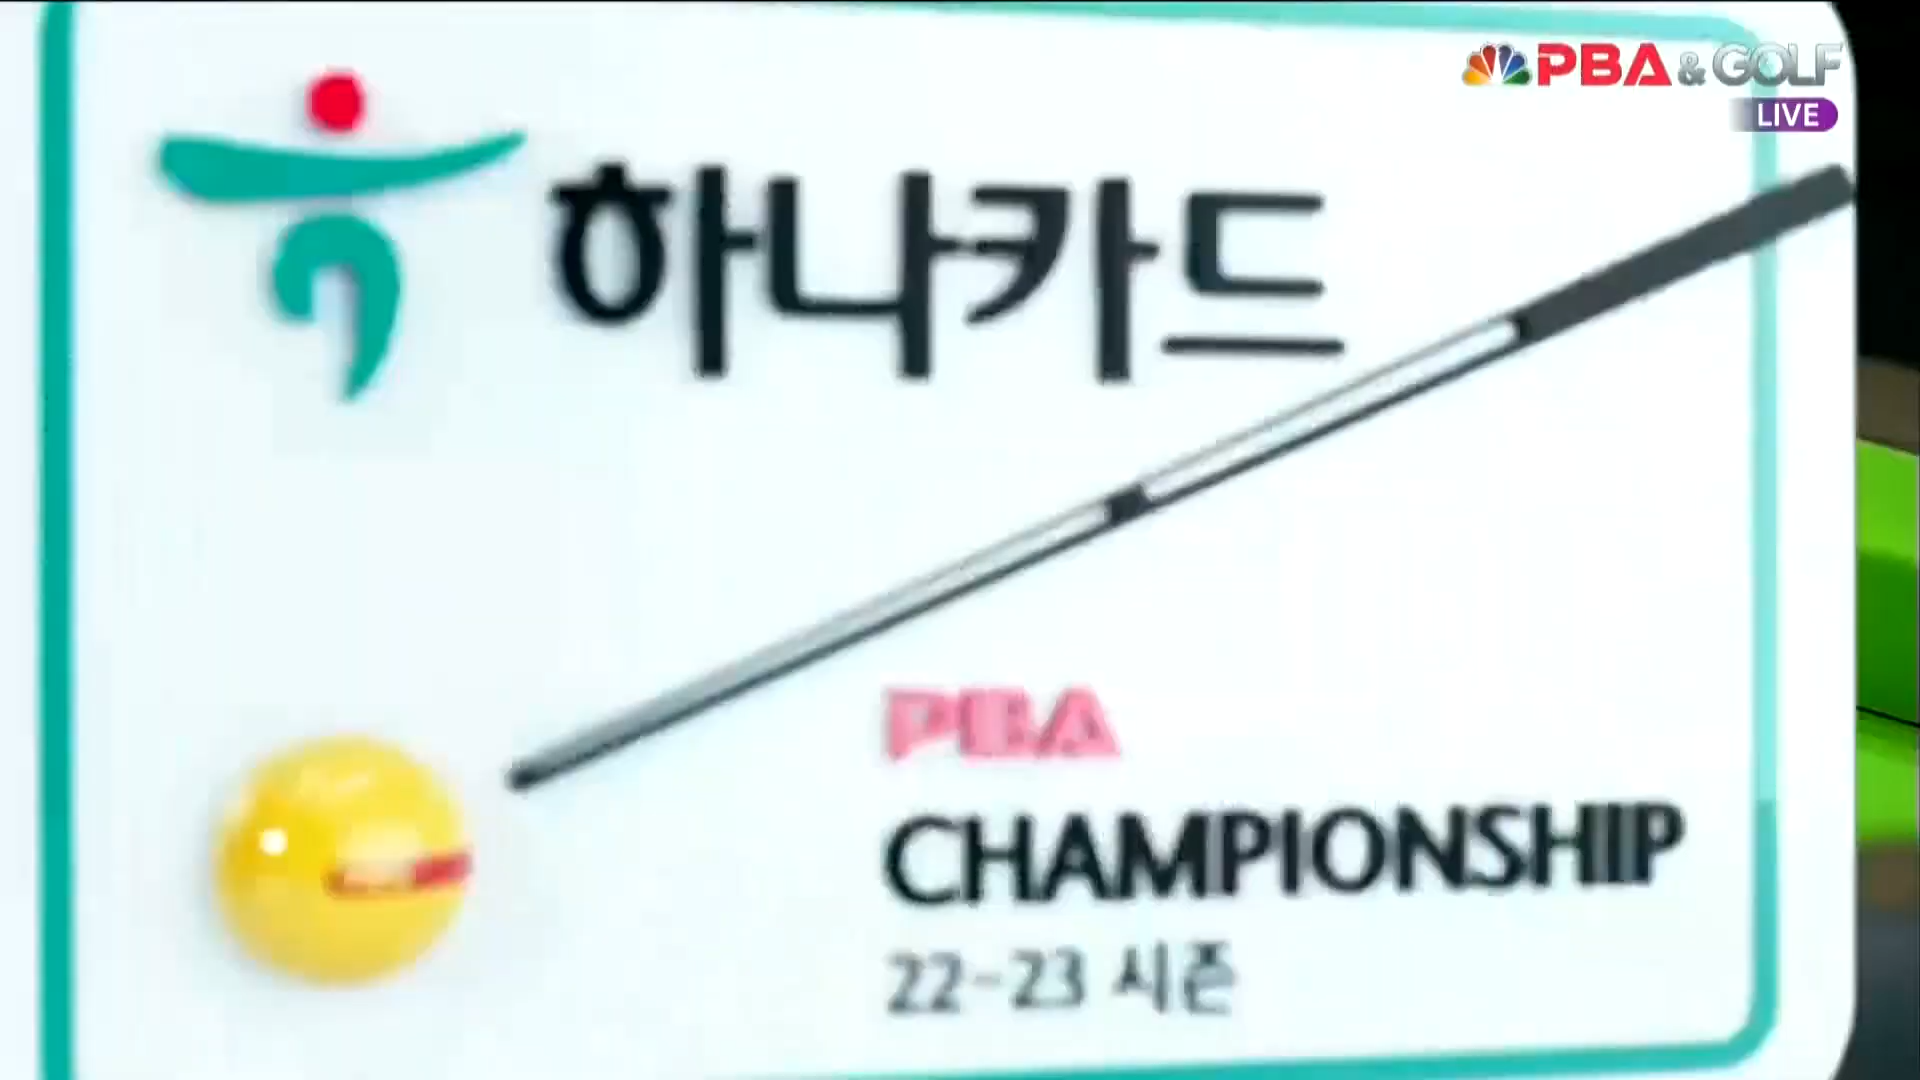 PBA & GOLF
LIVE
하나카드
PBA
CHAMPIONSHIP
22-23 시즌